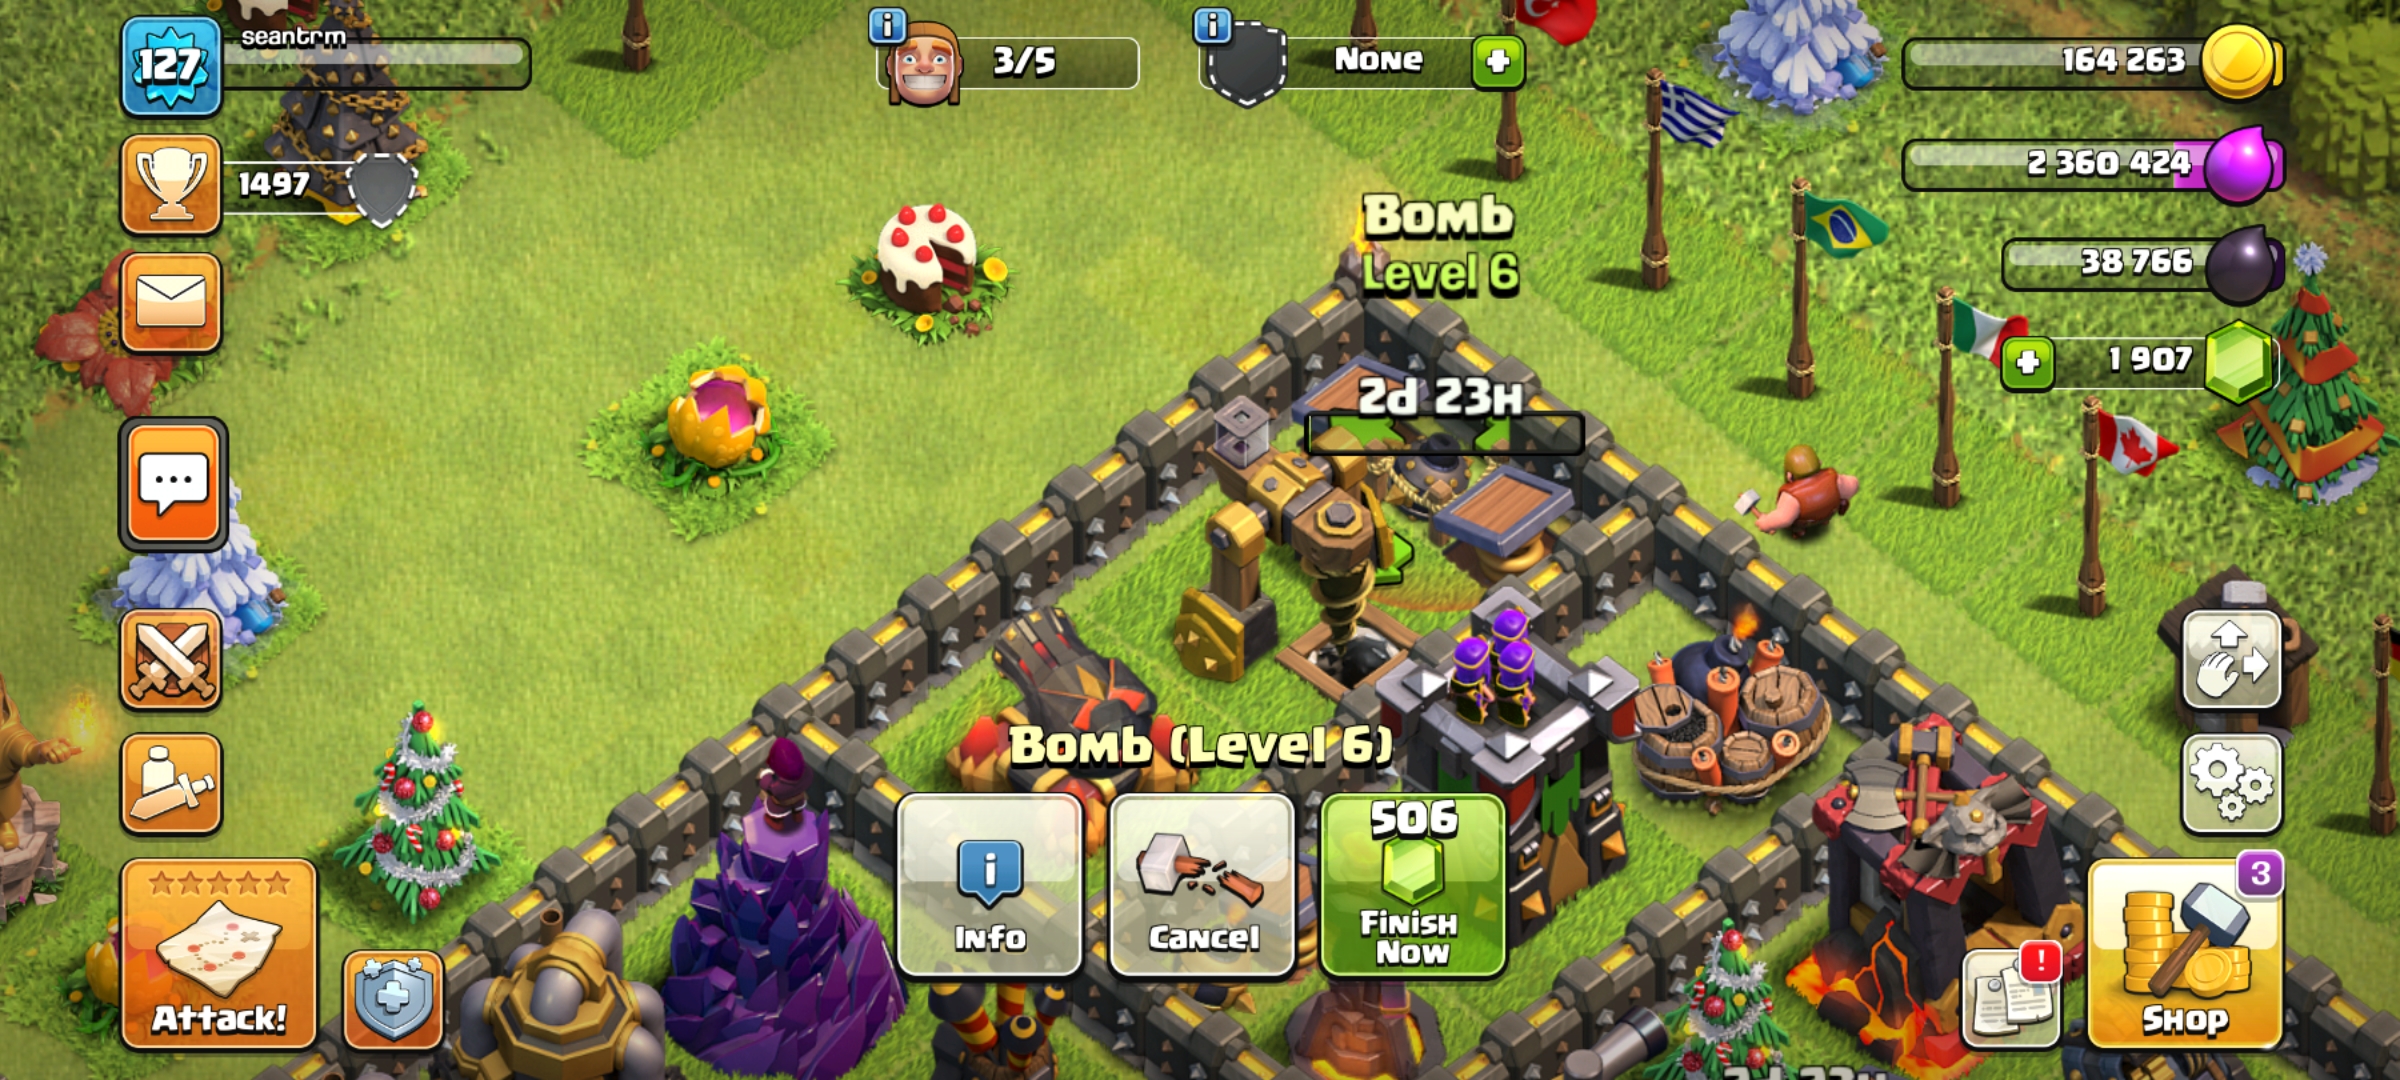 127
seantrm
3/5
None
164 263
1497
2 360 424
38 766
1 907
Bomb
Level 6
2d 23H
Bomb (Level 6)
Info
Cancel
506
Finish
Now
Attack!
3
!
Shop